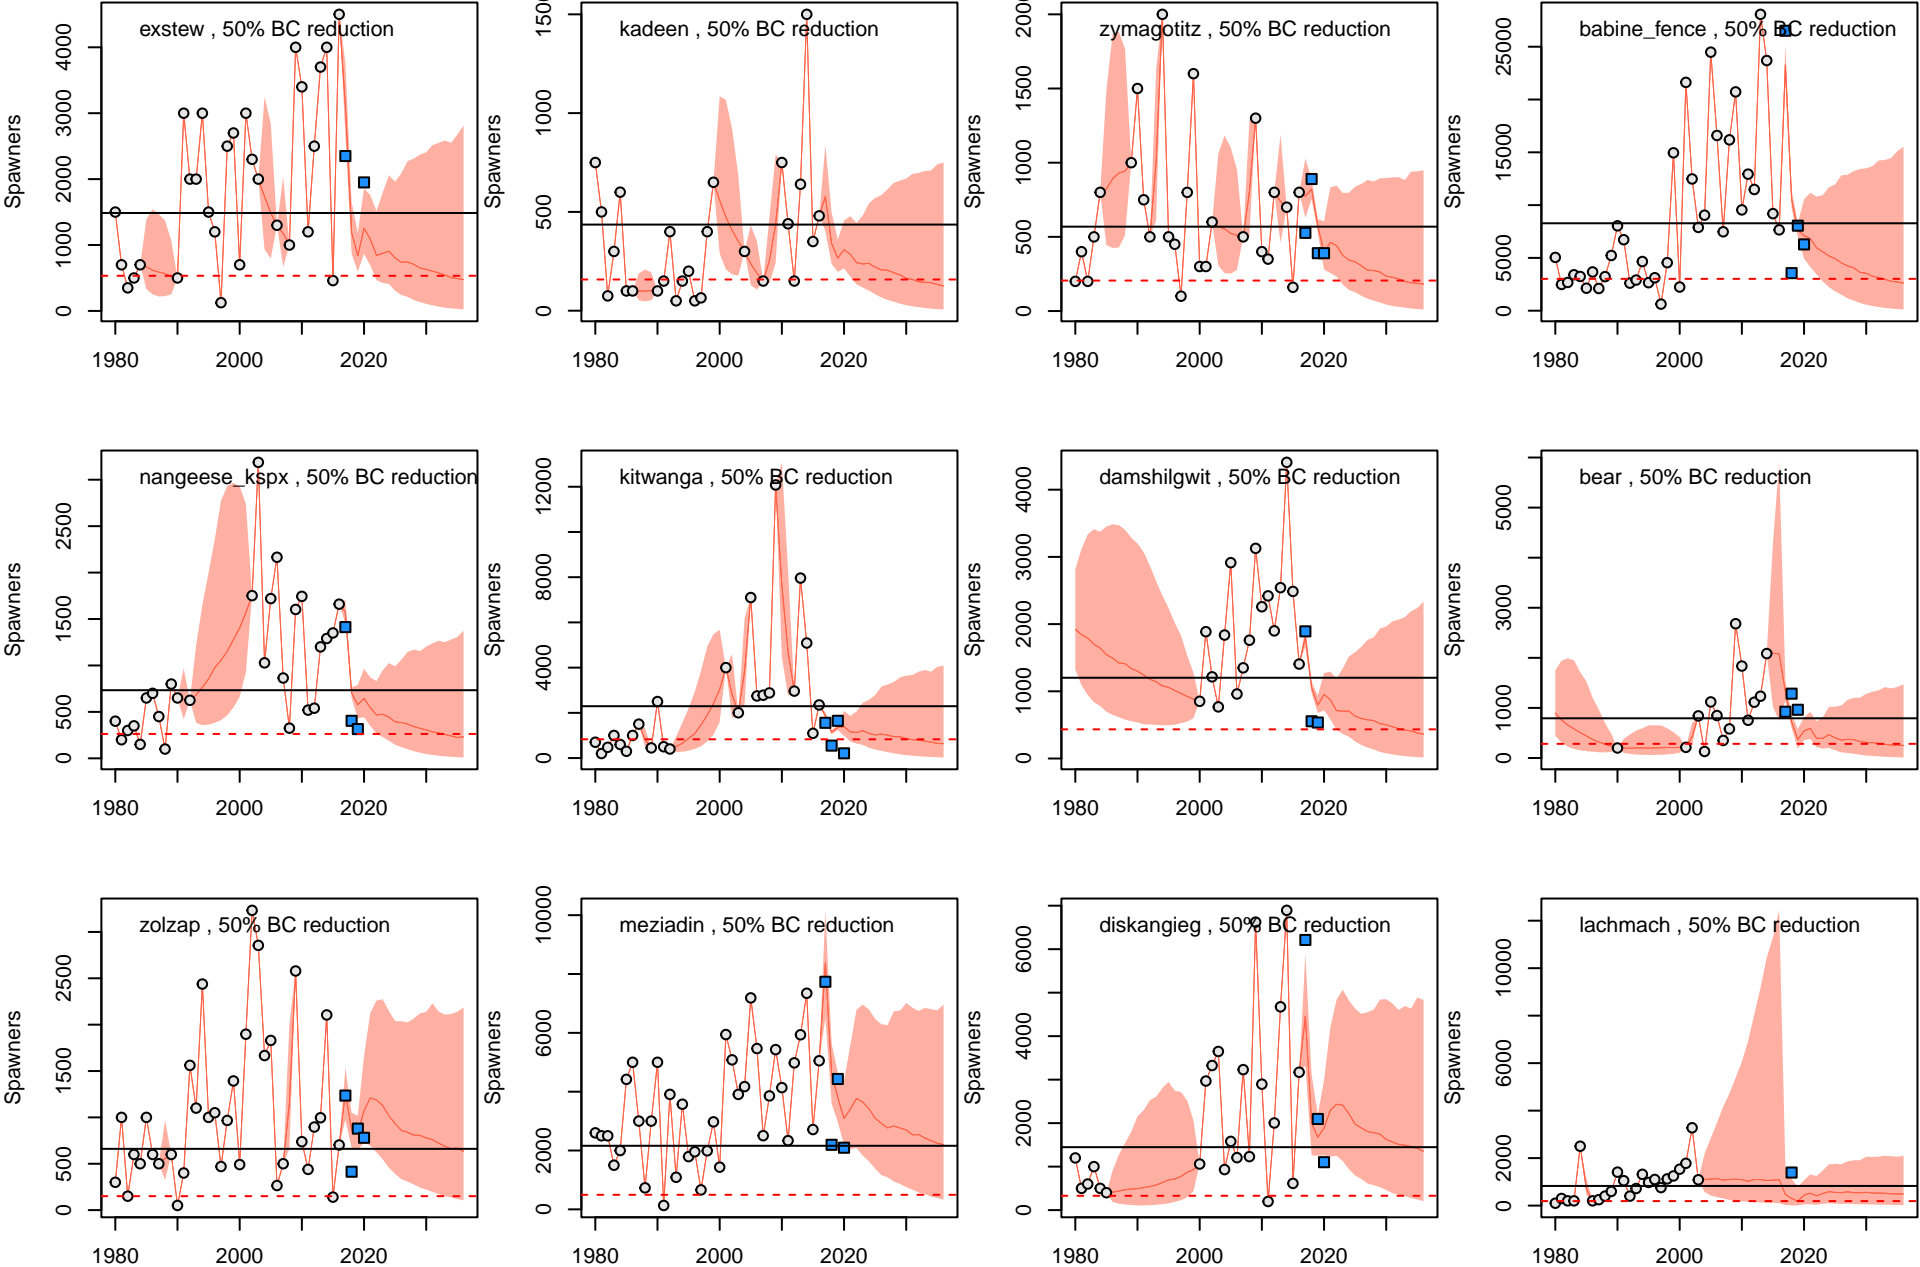 exstew , 50% BC reduction
Spawners
0 1000 2000 3000 4000
1980 2000 2020
kadeen , 50% BC reduction
Spawners
0 500 1000
1980 2000 2020
zymagotitz , 50% BC reduction
Spawners
0 500 1000
1980 2000 2020
babine_fence , 50% BC reduction
Spawners
0 5000 15000 25000
1980 2000 2020
nangeese_kspx , 50% BC reduction
Spawners
0 500 1500 2500
1980 2000 2020
kitwanga , 50% BC reduction
Spawners
0 4000 8000 12000
1980 2000 2020
damshilgwit , 50% BC reduction
Spawners
0 1000 2000 3000 4000
1980 2000 2020
bear , 50% BC reduction
Spawners
0 1000 3000 5000
1980 2000 2020
zolzap , 50% BC reduction
Spawners
0 500 1500 2500
1980 2000 2020
meziadin , 50% BC reduction
Spawners
0 2000 6000 10000
1980 2000 2020
diskangieg , 50% BC reduction
Spawners
0 2000 4000 6000
1980 2000 2020
lachmach , 50% BC reduction
Spawners
0 2000 6000 10000
1980 2000 2020